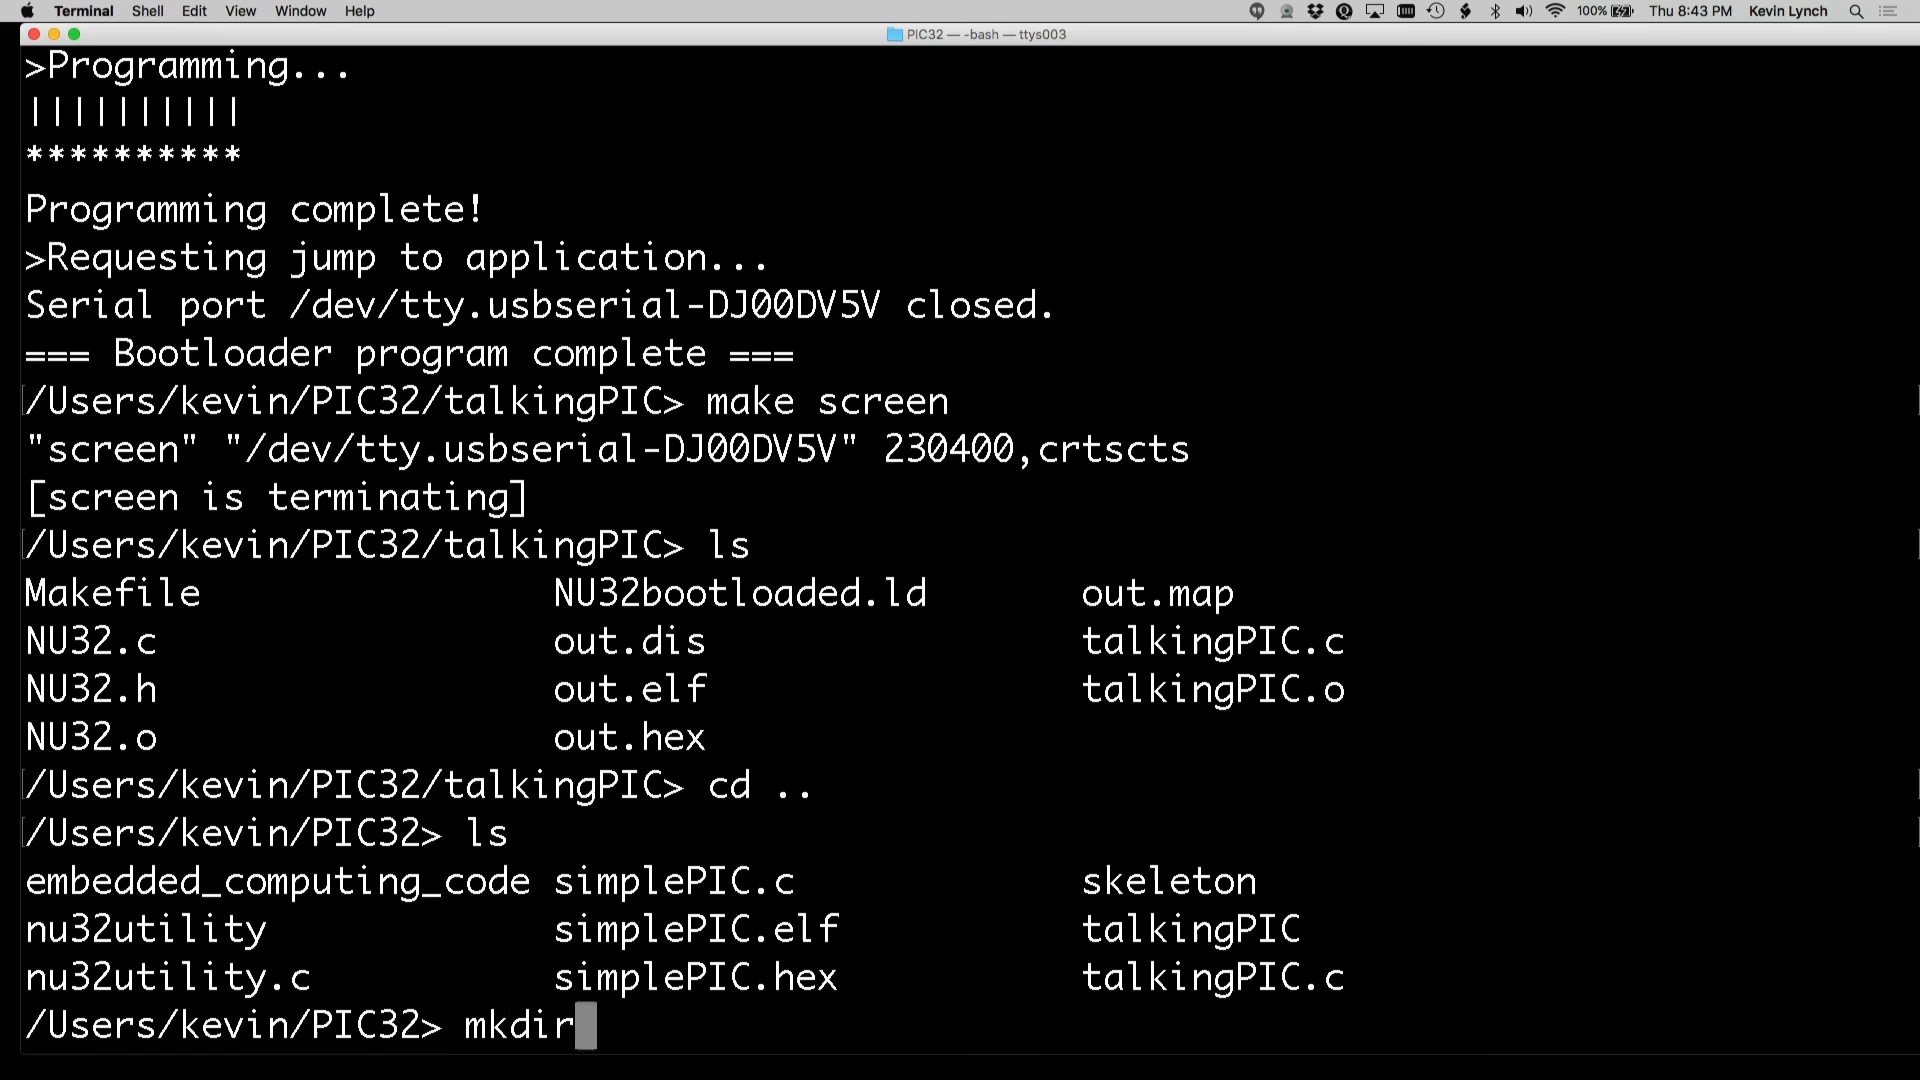 Terminal Shell Edit View Window Help 100% Thu 8:43 PM Kevin Lynch
PIC32 — -bash — ttys003
>Programming...
||||||||||
**********
Programming complete!
>Requesting jump to application...
Serial port /dev/tty.usbserial-DJ00DV5V closed.
=== Bootloader program complete ===
/Users/kevin/PIC32/talkingPIC> make screen
"screen" "/dev/tty.usbserial-DJ00DV5V" 230400,crtscts
[screen is terminating]
/Users/kevin/PIC32/talkingPIC> ls
Makefile NU32bootloaded.ld out.map
NU32.c out.dis talkingPIC.c
NU32.h out.elf talkingPIC.o
NU32.o out.hex
/Users/kevin/PIC32/talkingPIC> cd ..
/Users/kevin/PIC32> ls
embedded_computing_code simplePIC.c skeleton
nu32utility simplePIC.elf talkingPIC
nu32utility.c simplePIC.hex talkingPIC.c
/Users/kevin/PIC32> mkdir